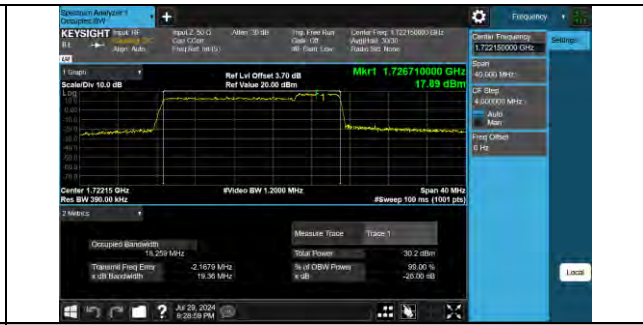 Spectrum Analyzer 1
Occupied BW
Frequency
KEYSIGHT Input: RF
Align: Auto
Input Z: 50 Ω
Corr CCorr
Freq Ref: Int (S)
Atten: 30 dB
Trig: Free Run
Gate: Off
#IF Gain: Low
Center Freq: 1.722150000 GHz
Avg|Hold: 30/30
Radio Std: None
Center Frequency
1.722150000 GHz
Settings
Span
40.000 MHz
CF Step
4.000000 MHz
Auto
Man
Freq Offset
0 Hz
1 Graph
Scale/Div 10.0 dB
Ref Lvl Offset 3.70 dB
Ref Value 20.00 dBm
Mkr1 1.726710000 GHz
17.89 dBm
Log
1
Center 1.72215 GHz
Res BW 390.00 kHz
#Video BW 1.2000 MHz
Span 40 MHz
#Sweep 100 ms (1001 pts)
2 Metrics
Measure Trace Trace 1
Occupied Bandwidth
18.259 MHz
Total Power 30.2 dBm
Transmit Freq Error -2.1679 MHz
% of OBW Power 99.00 %
x dB Bandwidth 19.36 MHz
x dB -26.00 dB
Local
Jul 29, 2024
9:28:59 PM